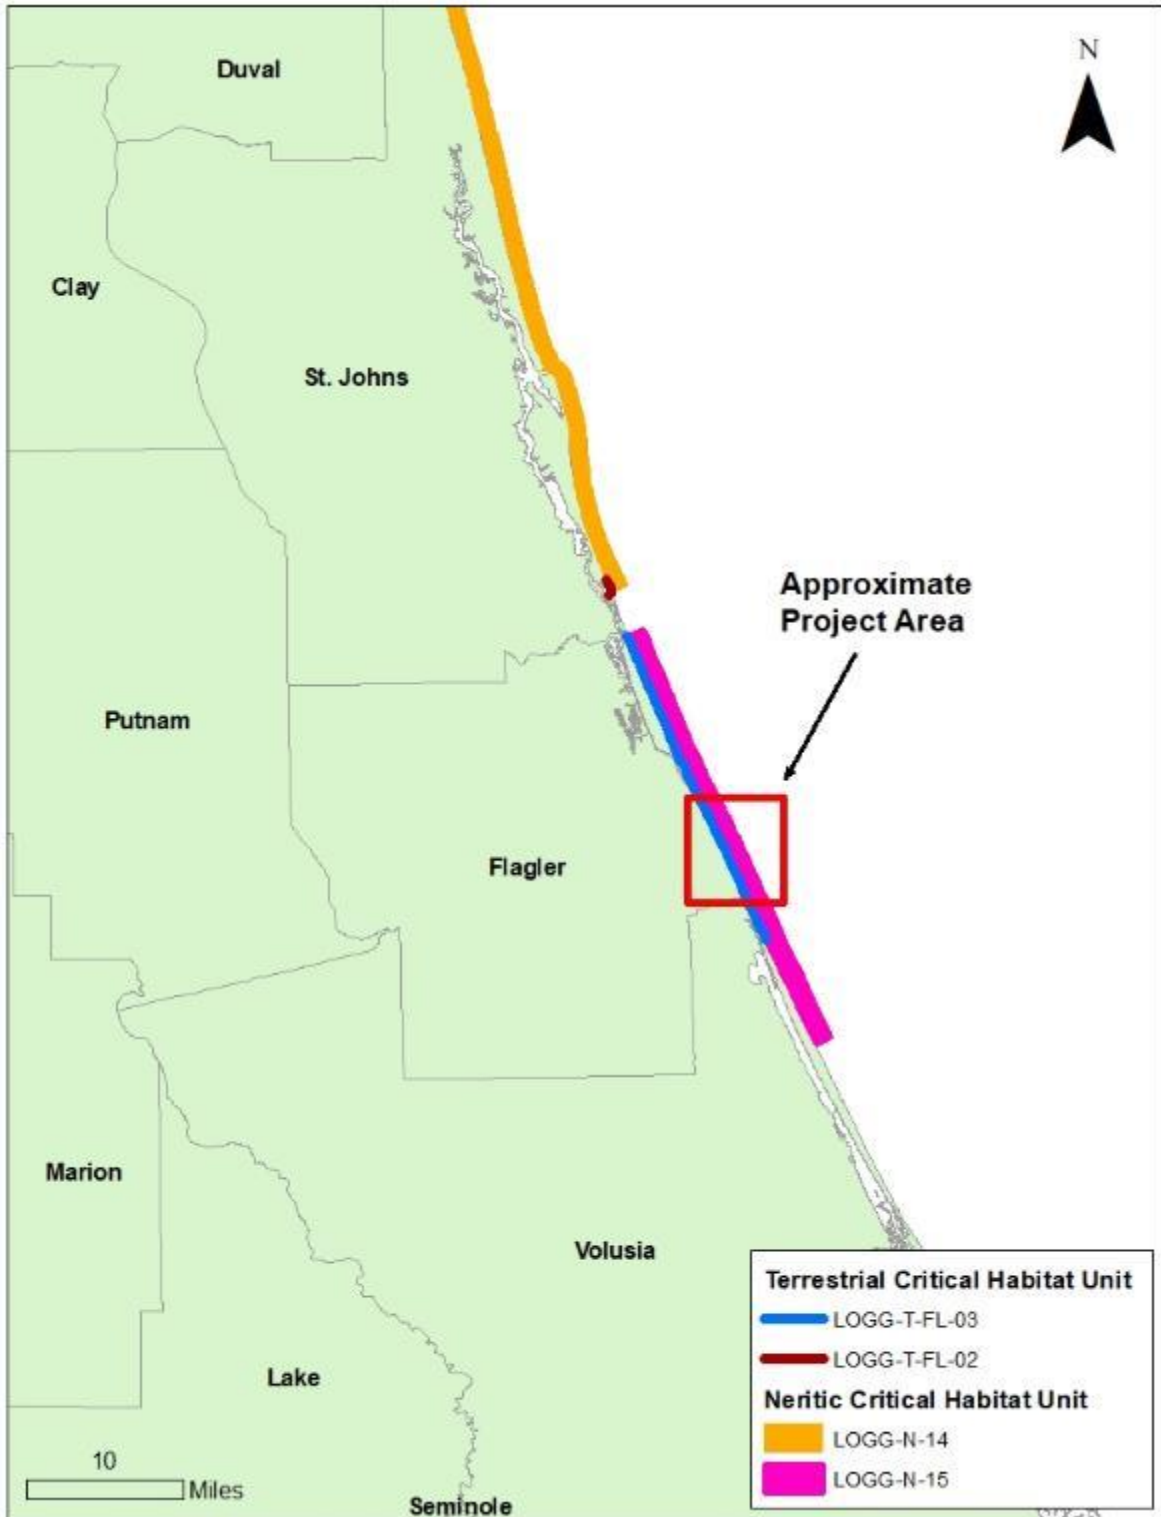 Duval
N
Clay
St. Johns
Approximate
Project Area
Putnam
Flagler
Marion
Volusia
Terrestrial Critical Habitat Unit
LOGG-T-FL-03
LOGG-T-FL-02
Lake
Neritic Critical Habitat Unit
LOGG-N-14
10
LOGG-N-15
Miles
Seminole